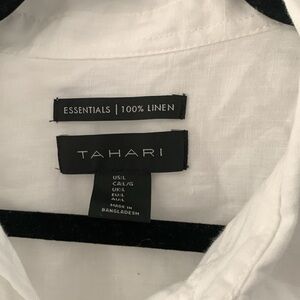 ESSENTIALS | 100% LINEN
TAHARI
US:L
CA:L/G
UK:L
EU:L
AU:L
MADE IN
BANGLADESH